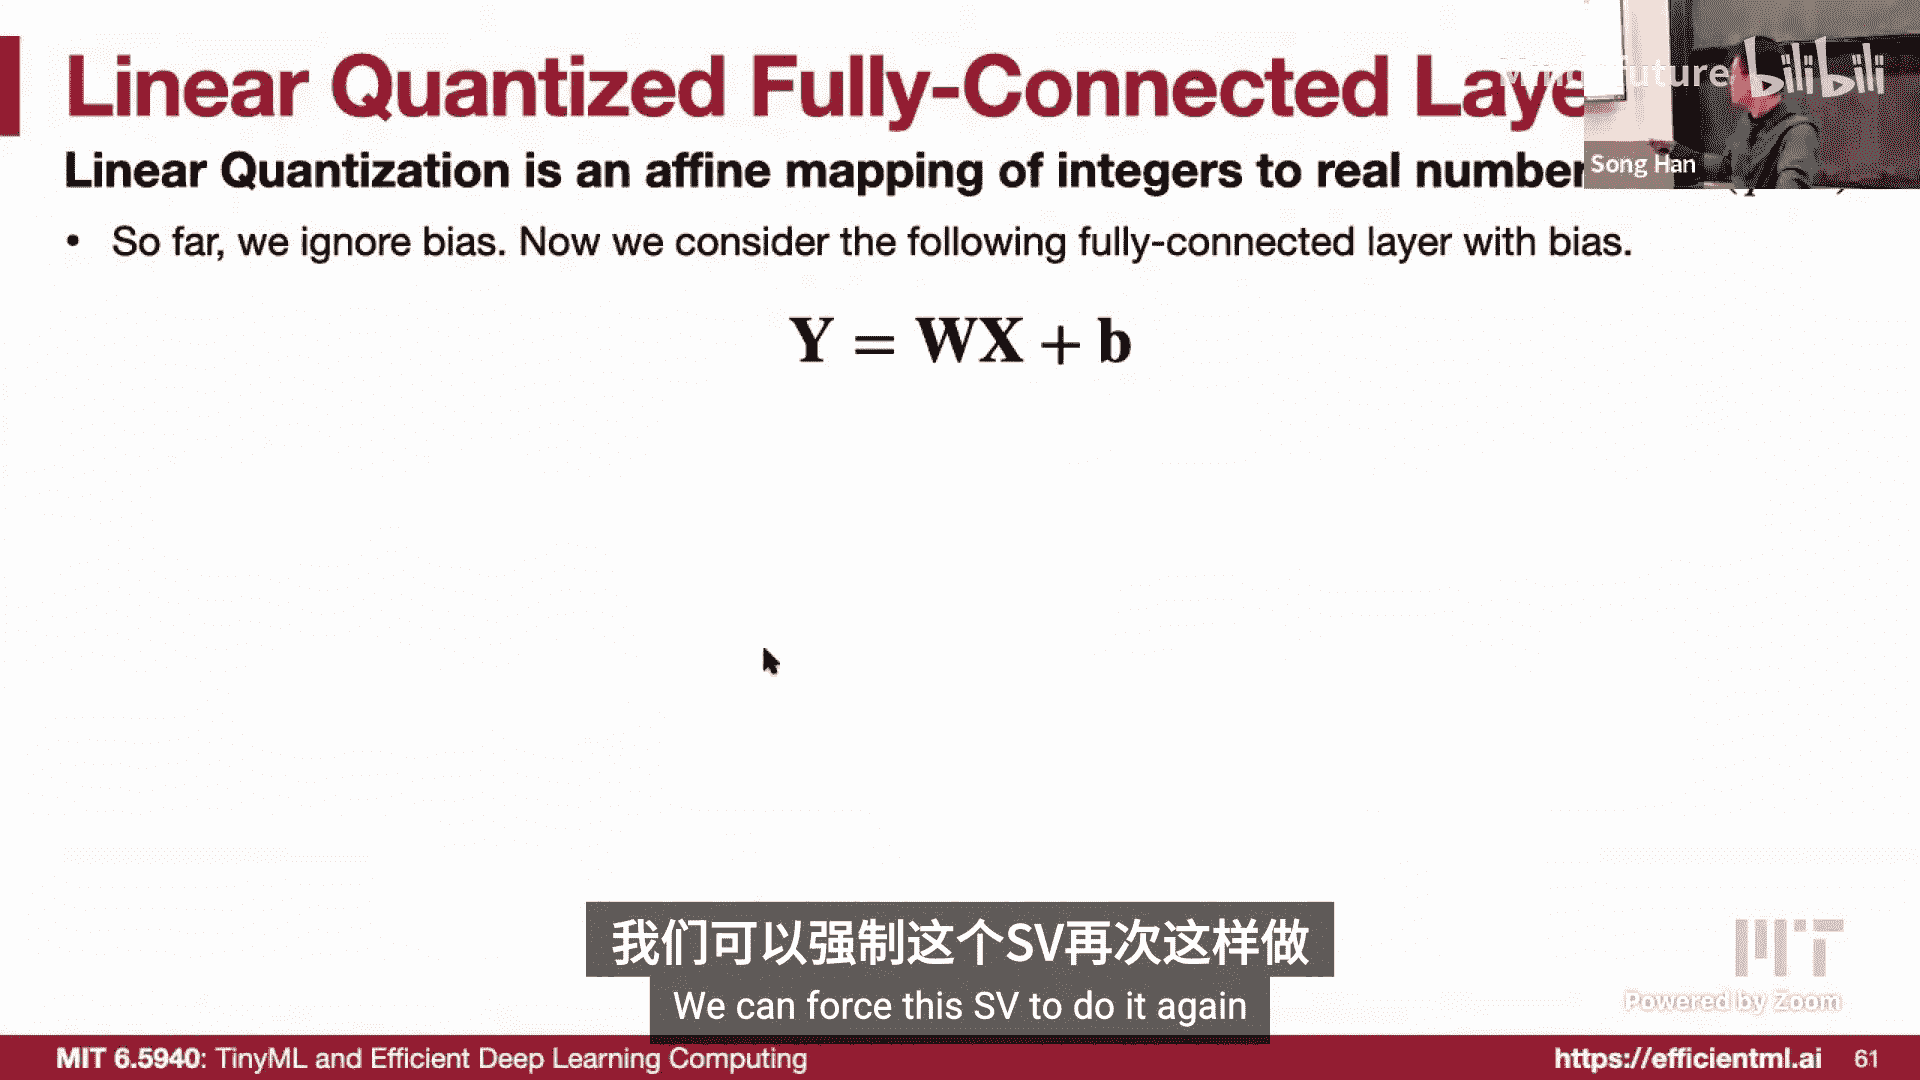 Linear Quantized Fully-Connected Laye
future bilibili
Linear Quantization is an affine mapping of integers to real number
Song Han
• So far, we ignore bias. Now we consider the following fully-connected layer with bias.
Y = WX + b
我们可以强制这个SV再次这样做
We can force this SV to do it again
MIT
Powered by Zoom
MIT 6.5940: TinyML and Efficient Deep Learning Computing
https://efficientml.ai 61